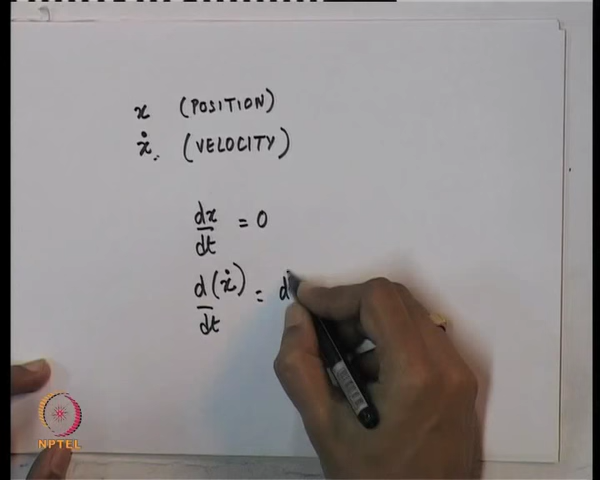 x (POSITION)
ẋ (VELOCITY)
dx/dt = 0
d(ẋ)/dt = d
NPTEL